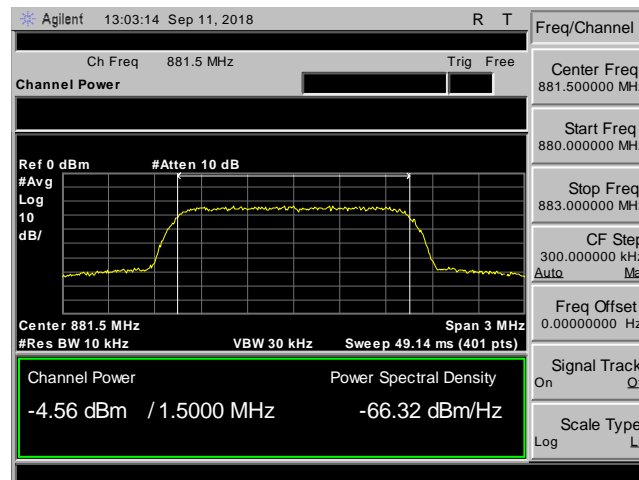 Agilent 13:03:14 Sep 11, 2018 R T
Ch Freq 881.5 MHz Trig Free
Channel Power
Ref 0 dBm #Atten 10 dB
#Avg
Log
10
dB/
Center 881.5 MHz Span 3 MHz
#Res BW 10 kHz VBW 30 kHz Sweep 49.14 ms (401 pts)
Channel Power Power Spectral Density
-4.56 dBm / 1.5000 MHz -66.32 dBm/Hz
Freq/Channel
Center Freq
881.500000 MH
Start Freq
880.000000 MH
Stop Freq
883.000000 MH
CF Step
300.000000 kHz
Auto Ma
Freq Offset
0.00000000 Hz
Signal Track
On O
Scale Type
Log L